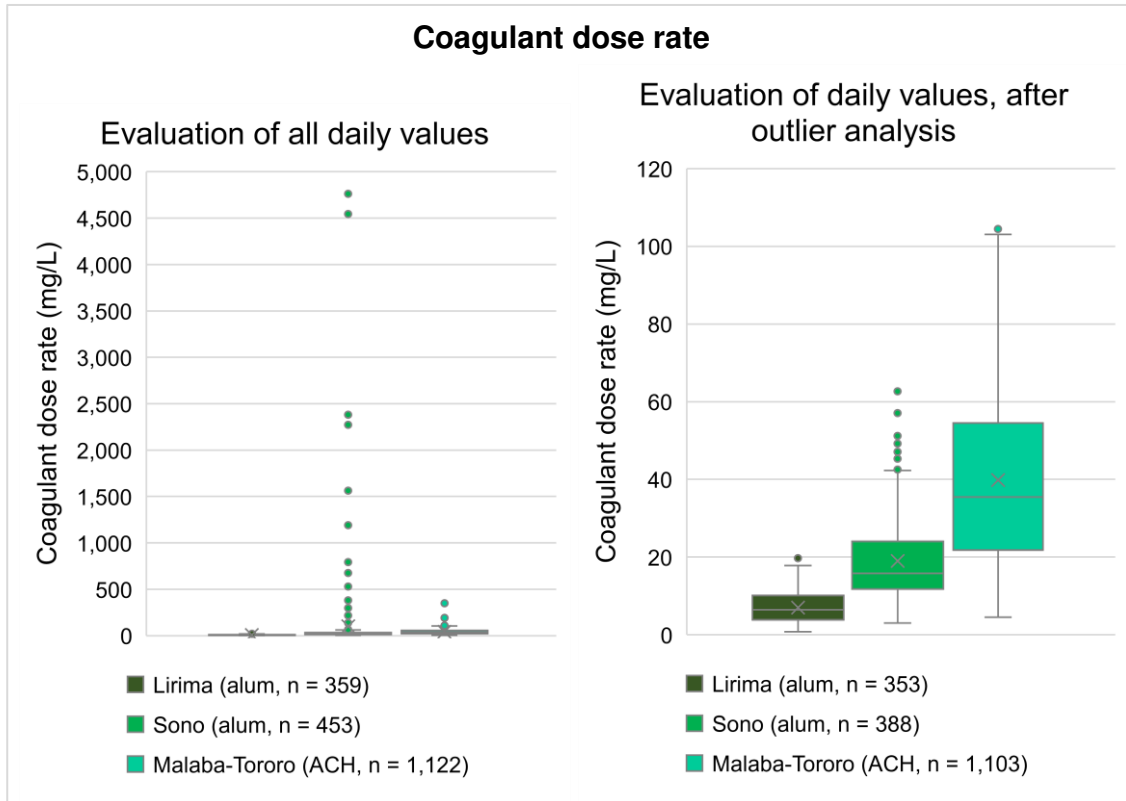 Coagulant dose rate
Evaluation of all daily values
Coagulant dose rate (mg/L)
5,000
4,500
4,000
3,500
3,000
2,500
2,000
1,500
1,000
500
0
Lirima (alum, n = 359)
Sono (alum, n = 453)
Malaba-Tororo (ACH, n = 1,122)
Evaluation of daily values, after
outlier analysis
Coagulant dose rate (mg/L)
120
100
80
60
40
20
0
Lirima (alum, n = 353)
Sono (alum, n = 388)
Malaba-Tororo (ACH, n = 1,103)